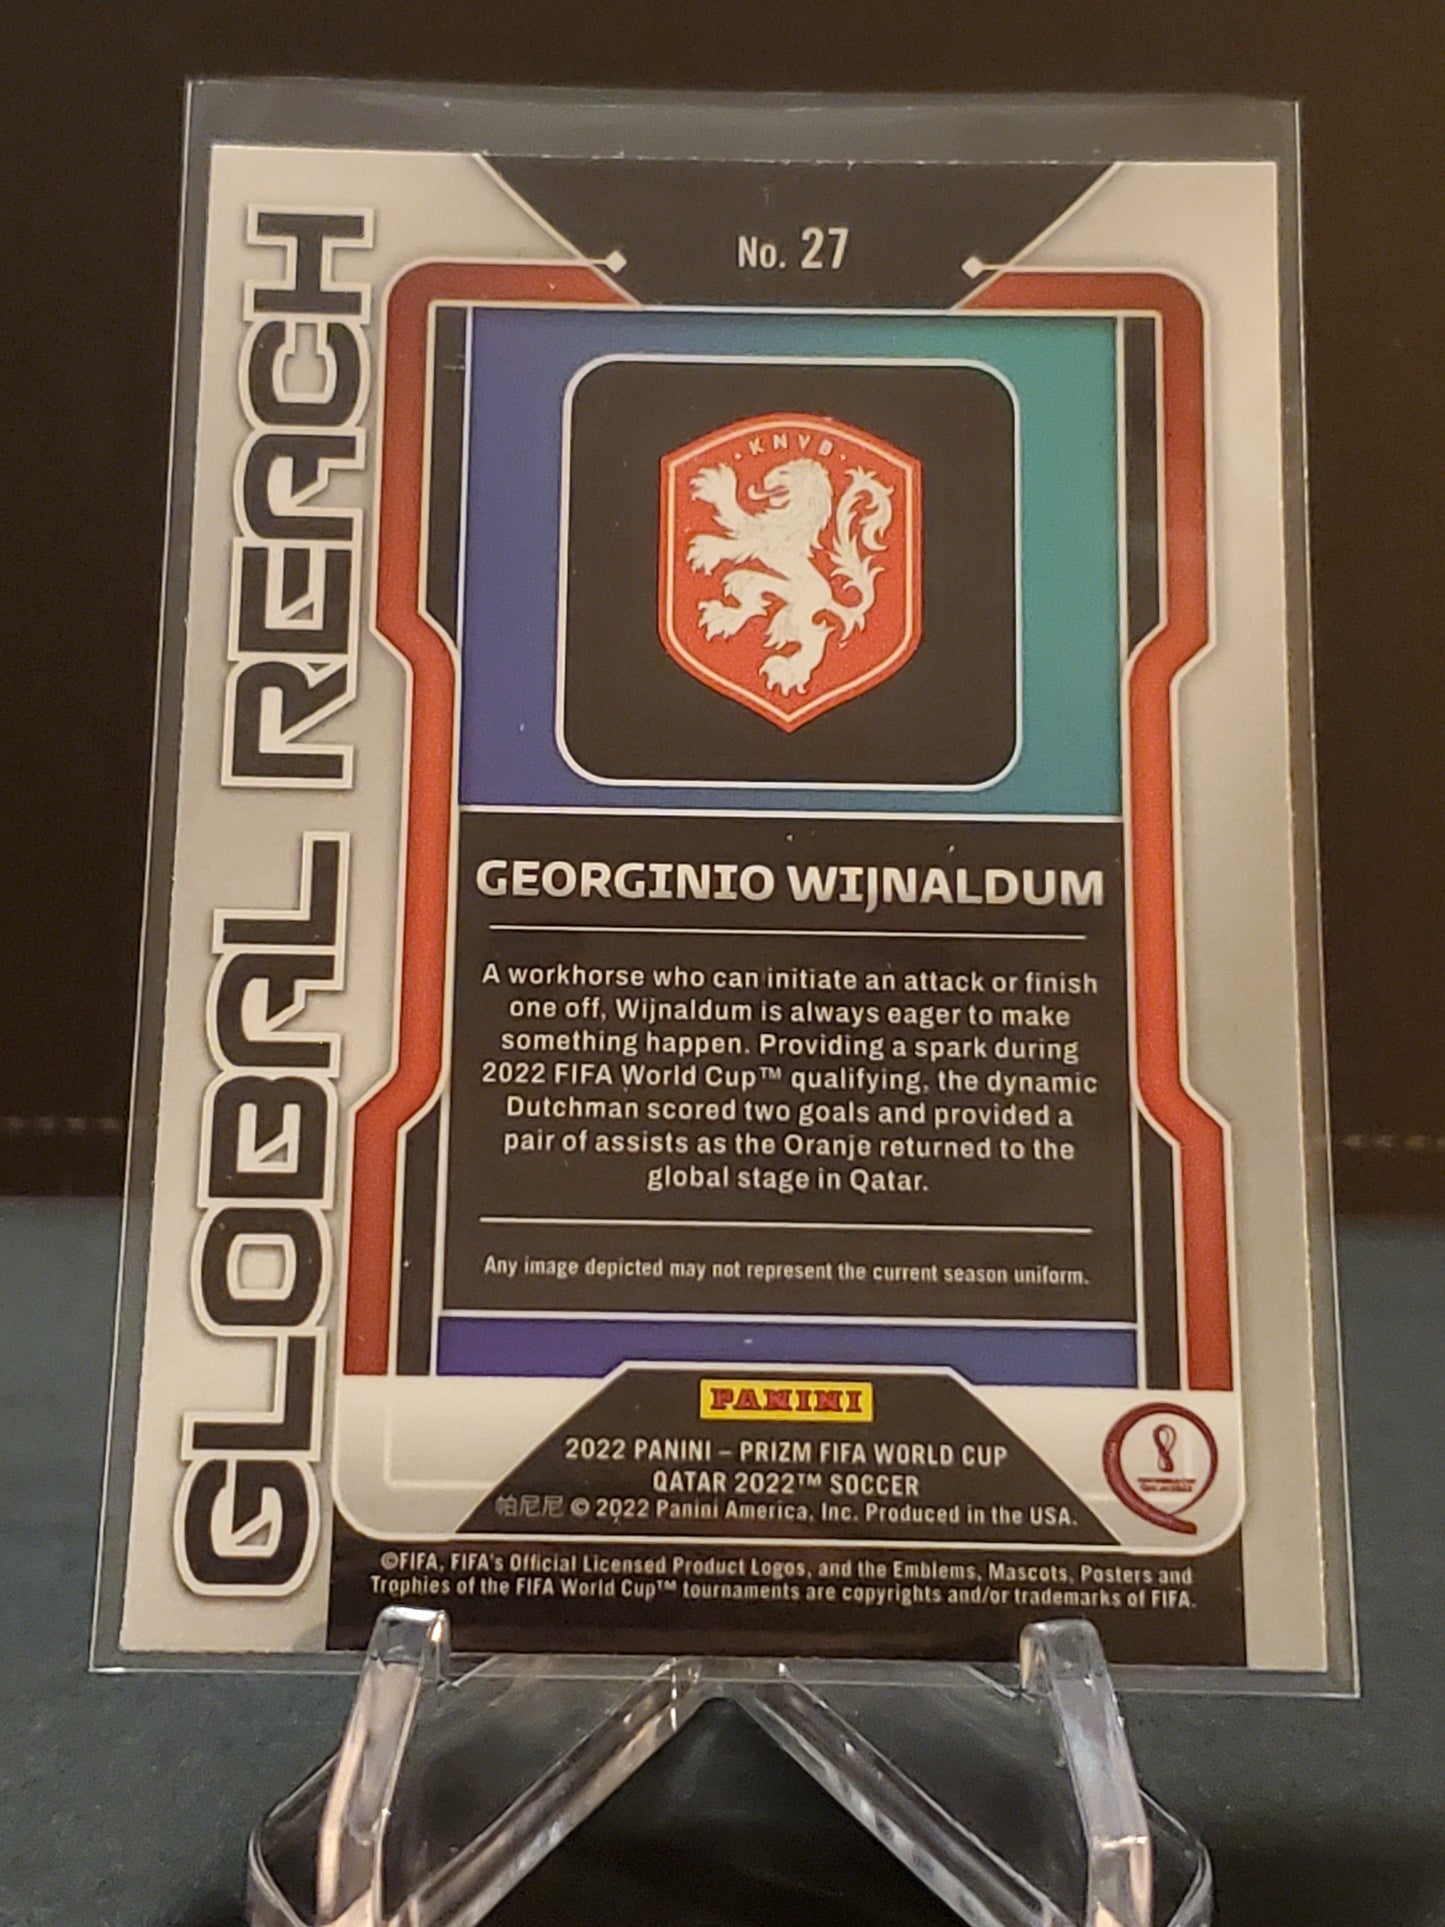 No. 27
GLOBAL REACH
KNVB
GEORGINIO WIJNALDUM
A workhorse who can initiate an attack or finish
one off, Wijnaldum is always eager to make
something happen. Providing a spark during
2022 FIFA World Cup™ qualifying, the dynamic
Dutchman scored two goals and provided a
pair of assists as the Oranje returned to the
global stage in Qatar.
Any image depicted may not represent the current season uniform.
PANINI
2022 PANINI – PRIZM FIFA WORLD CUP
QATAR 2022™ SOCCER
帕尼尼 © 2022 Panini America, Inc. Produced in the USA.
©FIFA, FIFA's Official Licensed Product Logos, and the Emblems, Mascots, Posters and
Trophies of the FIFA World Cup™ tournaments are copyrights and/or trademarks of FIFA.